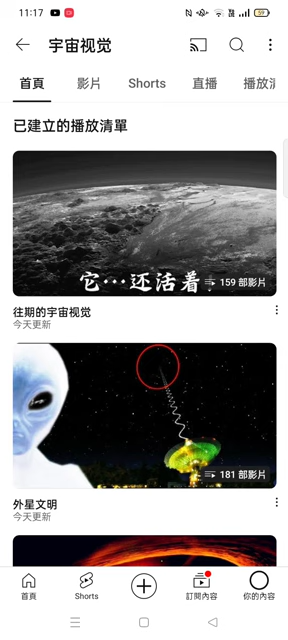 11:17
59
宇宙视觉
首頁 影片 Shorts 直播
已建立的播放清單
它…还活着
159 部影片
往期的宇宙视觉
今天更新
181 部影片
外星文明
今天更新
首頁 Shorts 訂閱內容 你的內容